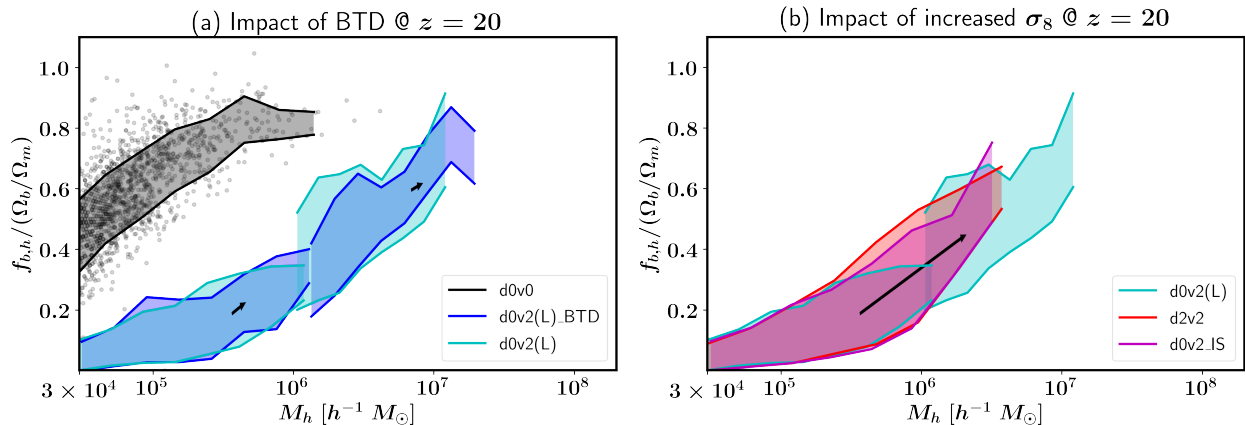 (a) Impact of BTD @ z = 20
f_{b,h}/(Ω_b/Ω_m)
1.0
0.8
0.6
0.4
0.2
3 × 10^4
10^5
10^6
10^7
10^8
M_h [h^{-1} M_⊙]
d0v0
d0v2(L)_BTD
d0v2(L)
(b) Impact of increased σ_8 @ z = 20
f_{b,h}/(Ω_b/Ω_m)
1.0
0.8
0.6
0.4
0.2
3 × 10^4
10^5
10^6
10^7
10^8
M_h [h^{-1} M_⊙]
d0v2(L)
d2v2
d0v2_IS